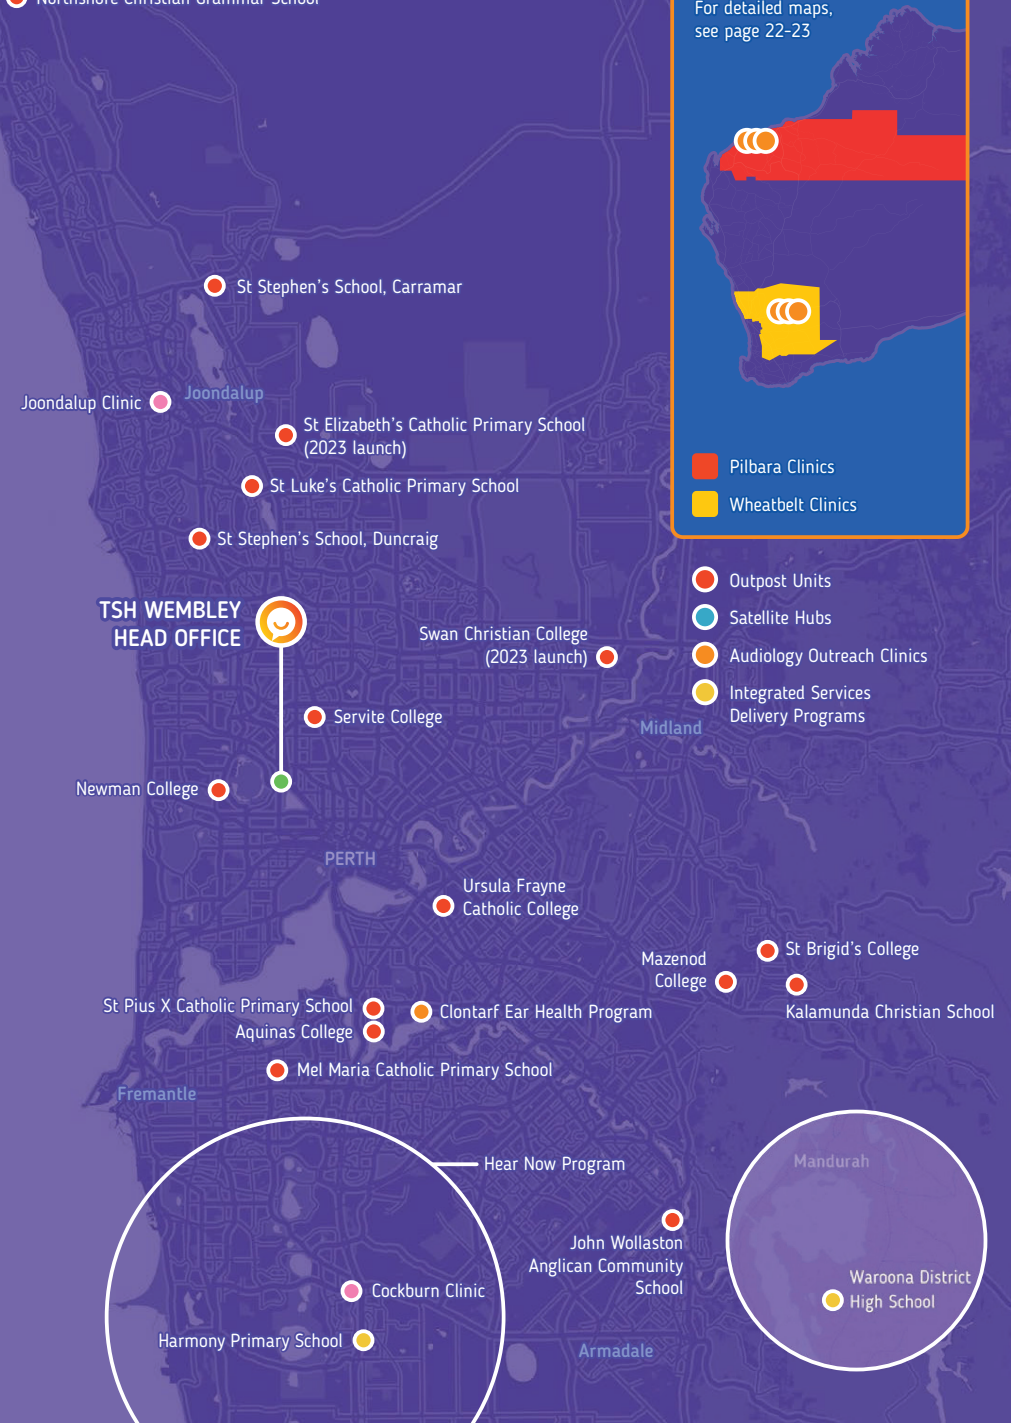 Northshore Christian Grammar School
For detailed maps,
see page 22-23
St Stephen's School, Carramar
Joondalup
Joondalup Clinic
St Elizabeth's Catholic Primary School
(2023 launch)
St Luke's Catholic Primary School
St Stephen's School, Duncraig
Pilbara Clinics
Wheatbelt Clinics
Outpost Units
Satellite Hubs
Audiology Outreach Clinics
Integrated Services
Delivery Programs
TSH WEMBLEY
HEAD OFFICE
Swan Christian College
(2023 launch)
Servite College
Midland
Newman College
PERTH
Ursula Frayne
Catholic College
Mazenod
College
St Brigid's College
Kalamunda Christian School
St Pius X Catholic Primary School
Aquinas College
Clontarf Ear Health Program
Mel Maria Catholic Primary School
Fremantle
Hear Now Program
Mandurah
John Wollaston
Anglican Community
School
Waroona District
High School
Cockburn Clinic
Harmony Primary School
Armadale